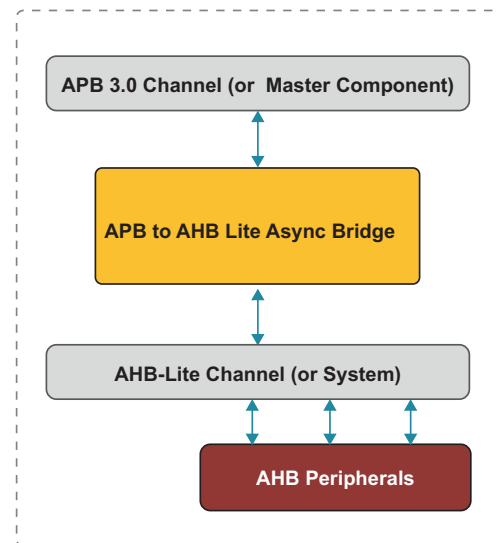 APB 3.0 Channel (or Master Component)
APB to AHB Lite Async Bridge
AHB-Lite Channel (or System)
AHB Peripherals